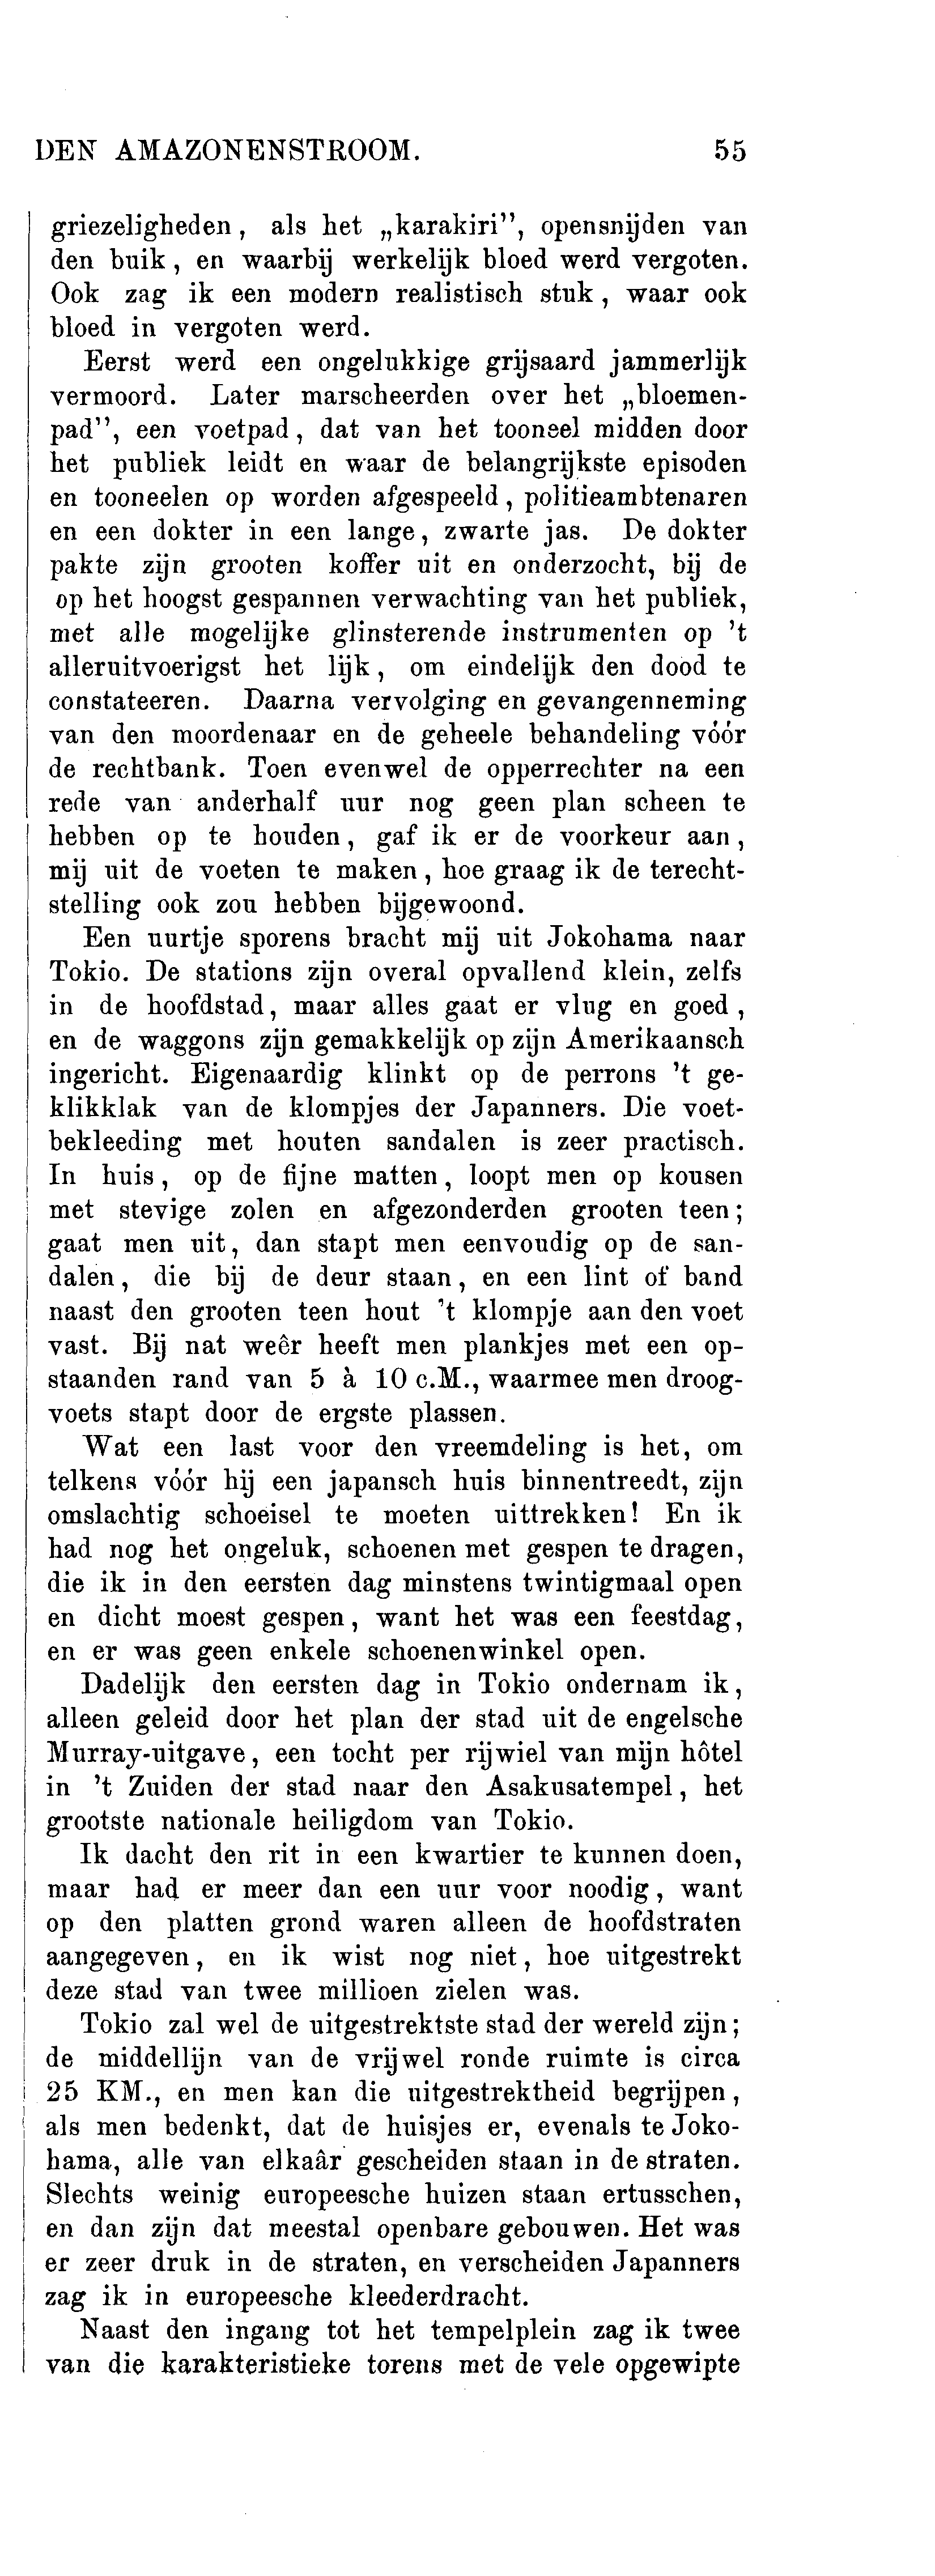 DEN AMAZONENSTROOM. 55
griezeligheden, als het „karakiri”, opensnijden van
den buik, en waarbij werkelijk bloed werd vergoten.
Ook zag ik een modern realistisch stuk, waar ook
bloed in vergoten werd.
Eerst werd een ongelukkige grijsaard jammerlijk
vermoord. Later marscheerden over het „bloemen-
pad”, een voetpad, dat van het tooneel midden door
het publiek leidt en waar de belangrijkste episoden
en tooneelen op worden afgespeeld, politieambtenaren
en een dokter in een lange, zwarte jas. De dokter
pakte zijn grooten koffer uit en onderzocht, bij de
op het hoogst gespannen verwachting van het publiek,
met alle mogelijke glinsterende instrumenten op 't
alleruitvoerigst het lijk, om eindelijk den dood te
constateeren. Daarna vervolging en gevangenneming
van den moordenaar en de geheele behandeling vóór
de rechtbank. Toen evenwel de opperrechter na een
rede van anderhalf uur nog geen plan scheen te
hebben op te houden, gaf ik er de voorkeur aan,
mij uit de voeten te maken, hoe graag ik de terecht-
stelling ook zou hebben bijgewoond.
Een uurtje sporens bracht mij uit Jokohama naar
Tokio. De stations zijn overal opvallend klein, zelfs
in de hoofdstad, maar alles gaat er vlug en goed,
en de waggons zijn gemakkelijk op zijn Amerikaansch
ingericht. Eigenaardig klinkt op de perrons 't ge-
klikklak van de klompjes der Japanners. Die voet-
bekleeding met houten sandalen is zeer practisch.
In huis, op de fijne matten, loopt men op kousen
met stevige zolen en afgezonderden grooten teen;
gaat men uit, dan stapt men eenvoudig op de san-
dalen, die bij de deur staan, en een lint of band
naast den grooten teen hout 't klompje aan den voet
vast. Bij nat weêr heeft men plankjes met een op-
staanden rand van 5 à 10 c.M., waarmee men droog-
voets stapt door de ergste plassen.
Wat een last voor den vreemdeling is het, om
telkens vóór hij een japansch huis binnentreedt, zijn
omslachtig schoeisel te moeten uittrekken! En ik
had nog het ongeluk, schoenen met gespen te dragen,
die ik in den eersten dag minstens twintigmaal open
en dicht moest gespen, want het was een feestdag,
en er was geen enkele schoenenwinkel open.
Dadelijk den eersten dag in Tokio ondernam ik,
alleen geleid door het plan der stad uit de engelsche
Murray-uitgave, een tocht per rijwiel van mijn hôtel
in 't Zuiden der stad naar den Asakusatempel, het
grootste nationale heiligdom van Tokio.
Ik dacht den rit in een kwartier te kunnen doen,
maar had er meer dan een uur voor noodig, want
op den platten grond waren alleen de hoofdstraten
aangegeven, en ik wist nog niet, hoe uitgestrekt
deze stad van twee millioen zielen was.
Tokio zal wel de uitgestrektste stad der wereld zijn;
de middellijn van de vrijwel ronde ruimte is circa
25 KM., en men kan die uitgestrektheid begrijpen,
als men bedenkt, dat de huisjes er, evenals te Joko-
hama, alle van elkaâr gescheiden staan in de straten.
Slechts weinig europeesche huizen staan ertusschen,
en dan zijn dat meestal openbare gebouwen. Het was
er zeer druk in de straten, en verscheiden Japanners
zag ik in europeesche kleederdracht.
Naast den ingang tot het tempelplein zag ik twee
van die karakteristieke torens met de vele opgewipte